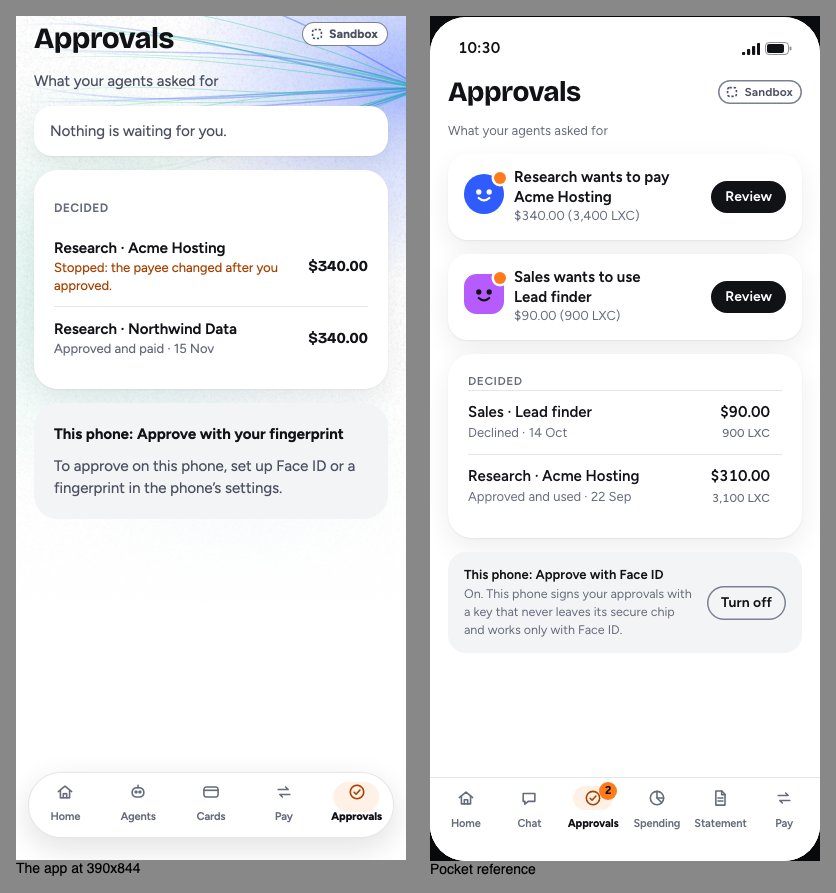 Approvals
Sandbox
What your agents asked for
Nothing is waiting for you.
DECIDED
Research · Acme Hosting
Stopped: the payee changed after you
approved.
$340.00
Research · Northwind Data
Approved and paid · 15 Nov
$340.00
This phone: Approve with your fingerprint
To approve on this phone, set up Face ID or a
fingerprint in the phone’s settings.
Home
Agents
Cards
Pay
Approvals
The app at 390x844
10:30
Approvals
Sandbox
What your agents asked for
Research wants to pay
Acme Hosting
$340.00 (3,400 LXC)
Review
Sales wants to use
Lead finder
$90.00 (900 LXC)
Review
DECIDED
Sales · Lead finder
$90.00
Declined · 14 Oct
900 LXC
Research · Acme Hosting
$310.00
Approved and used · 22 Sep
3,100 LXC
This phone: Approve with Face ID
On. This phone signs your approvals with
a key that never leaves its secure chip
and works only with Face ID.
Turn off
2
Home
Chat
Approvals
Spending
Statement
Pay
Pocket reference